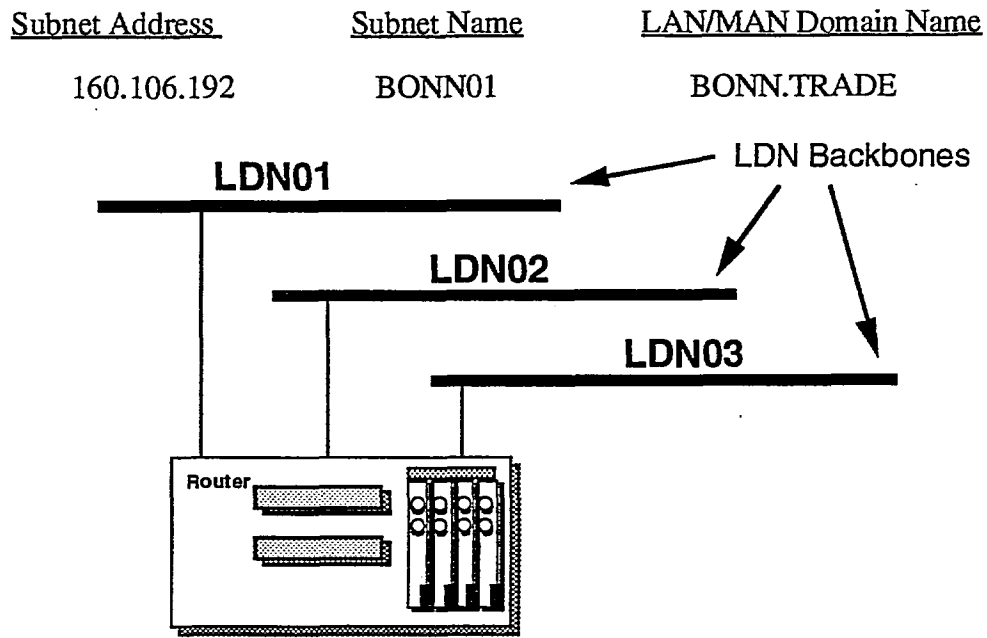 Subnet Address Subnet Name LAN/MAN Domain Name
160.106.192 BONN01 BONN.TRADE
LDN Backbones
LDN01
LDN02
LDN03
Router